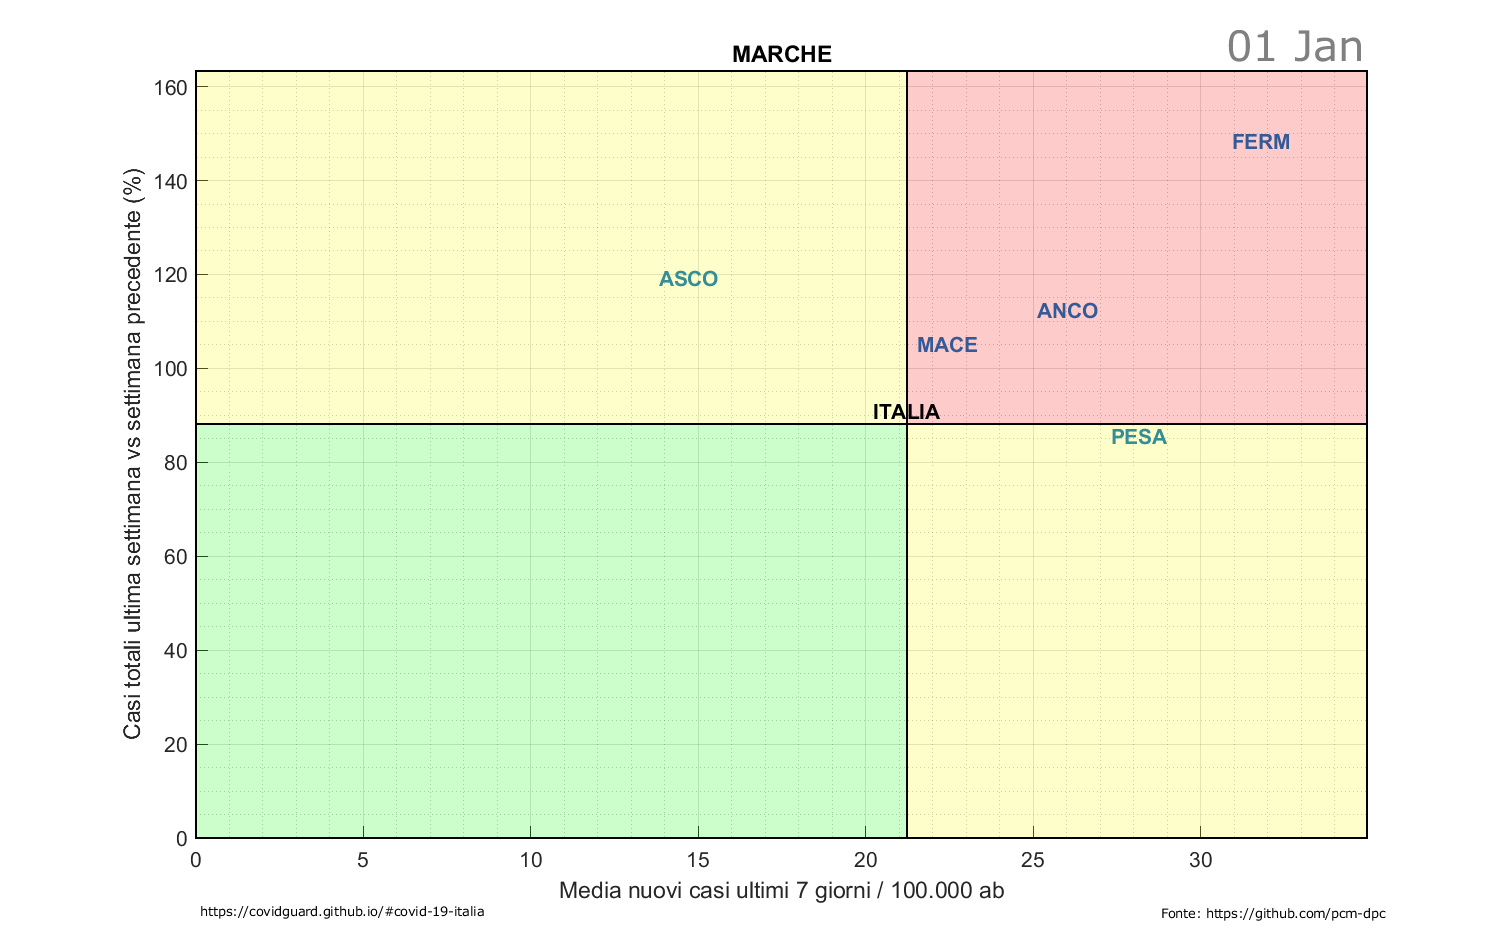 MARCHE
01 Jan
160
140
120
100
80
60
40
20
0
Casi totali ultima settimana vs settimana precedente (%)
FERM
ASCO
ANCO
MACE
ITALIA
PESA
0 5 10 15 20 25 30
Media nuovi casi ultimi 7 giorni / 100.000 ab
https://covidguard.github.io/#covid-19-italia
Fonte: https://github.com/pcm-dpc